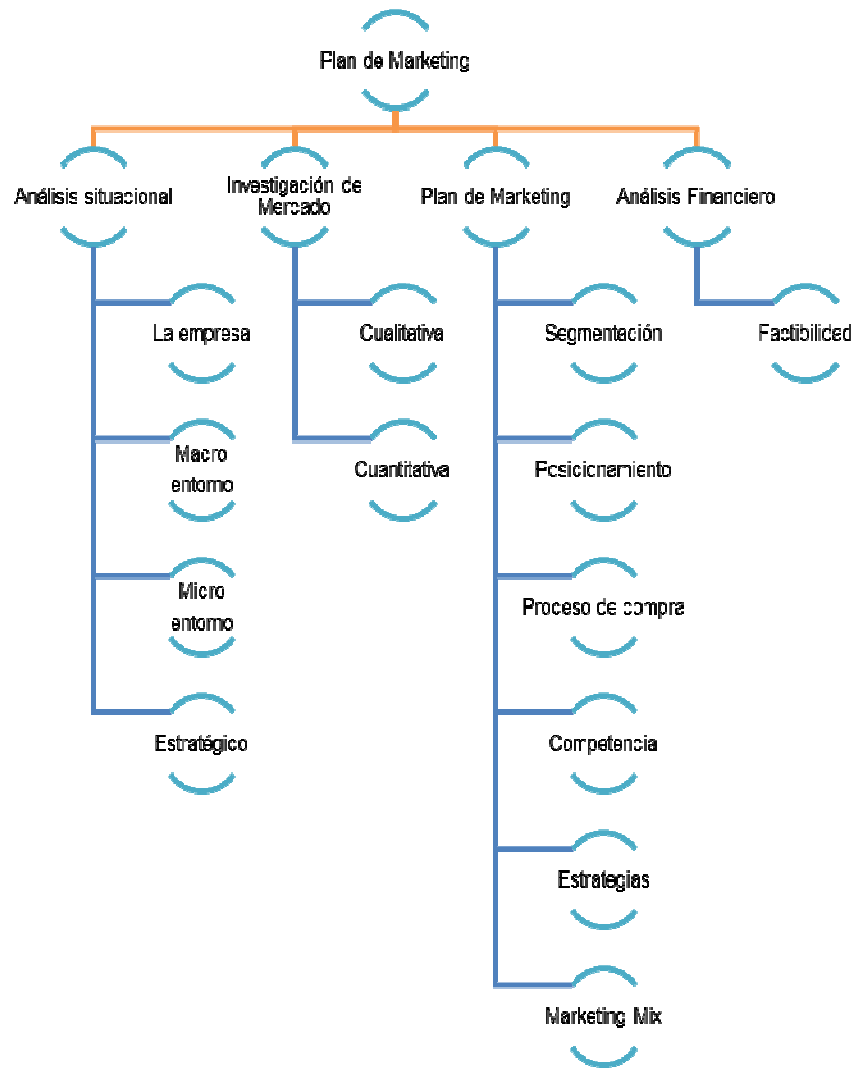 Plan de Marketing
Análisis situacional
Investigación de
Mercado
Plan de Marketing
Análisis Financiero
La empresa
Cualitativa
Segmentación
Factibilidad
Macro
entorno
Cuantitativa
Posicionamiento
Micro
entorno
Proceso de compra
Estratégico
Competencia
Estrategias
Marketing Mix